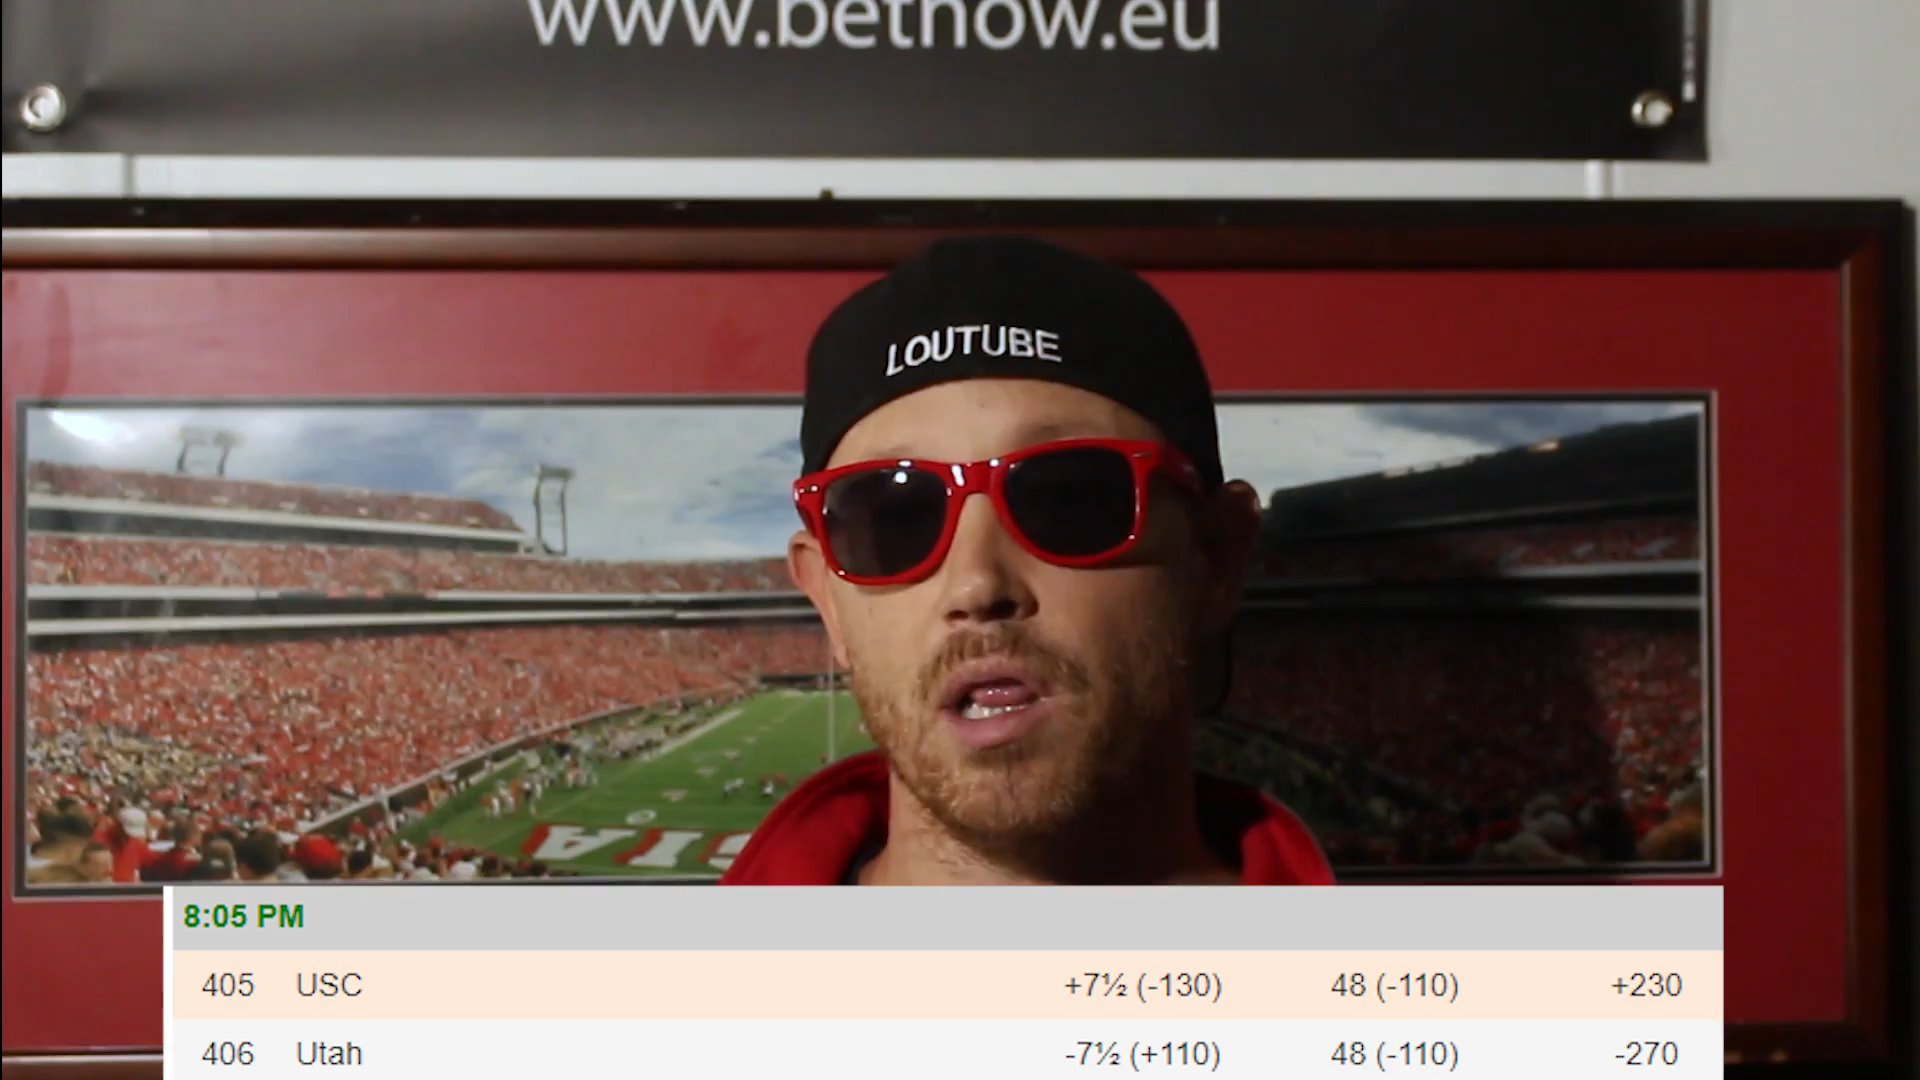 www.betnow.eu
LOUTUBE
8:05 PM
405 USC +7½ (-130) 48 (-110) +230
406 Utah -7½ (+110) 48 (-110) -270